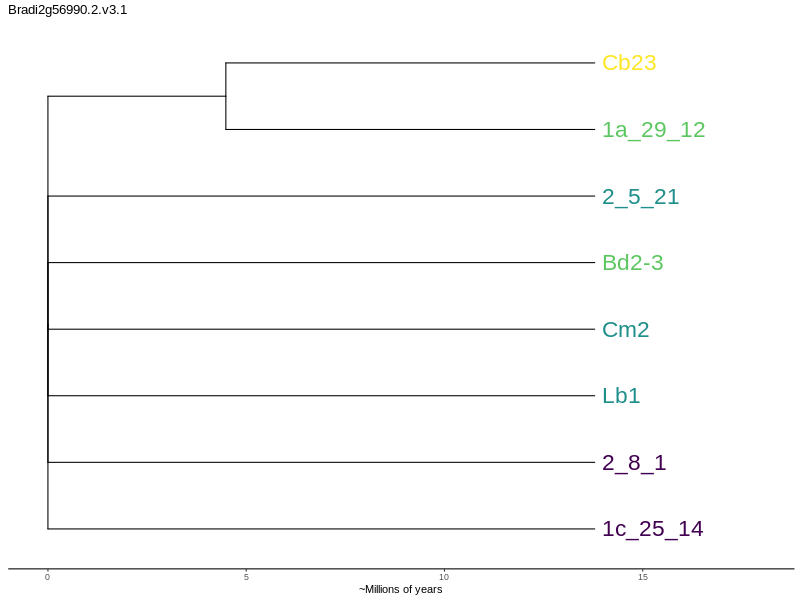 Bradi2g56990.2.v3.1
Cb23
1a_29_12
2_5_21
Bd2-3
Cm2
Lb1
2_8_1
1c_25_14
0 5 10 15
~Millions of years